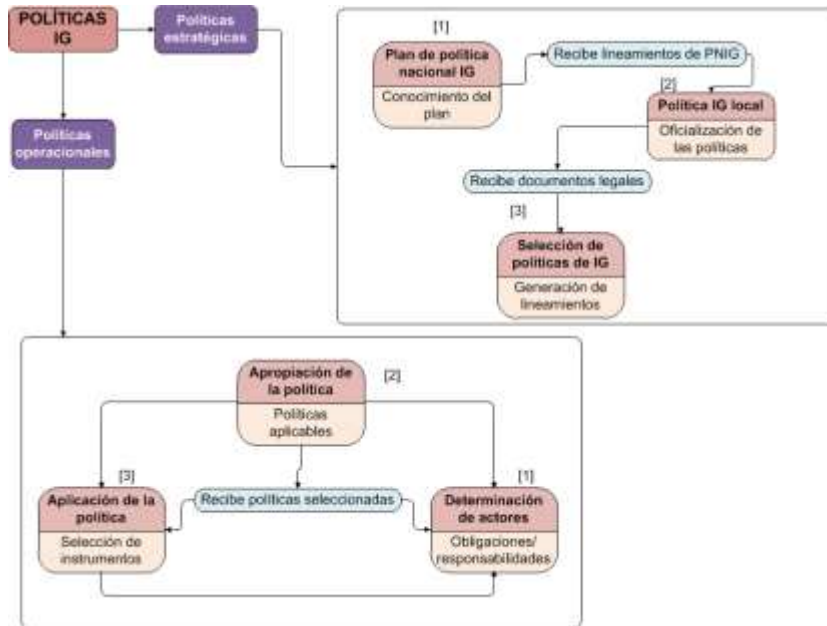 POLÍTICAS
IG
Políticas
estratégicas
Políticas
operacionales
[1]
Plan de política
nacional IG
Conocimiento del
plan
Recibe lineamientos de PNIG
[2]
Política IG local
Oficialización de
las políticas
Recibe documentos legales
[3]
Selección de
políticas de IG
Generación de
lineamientos
Apropiación de
la política
[2]
Políticas
aplicables
[3]
Aplicación de la
política
Selección de
instrumentos
Recibe políticas seleccionadas
[1]
Determinación
de actores
Obligaciones/
responsabilidades